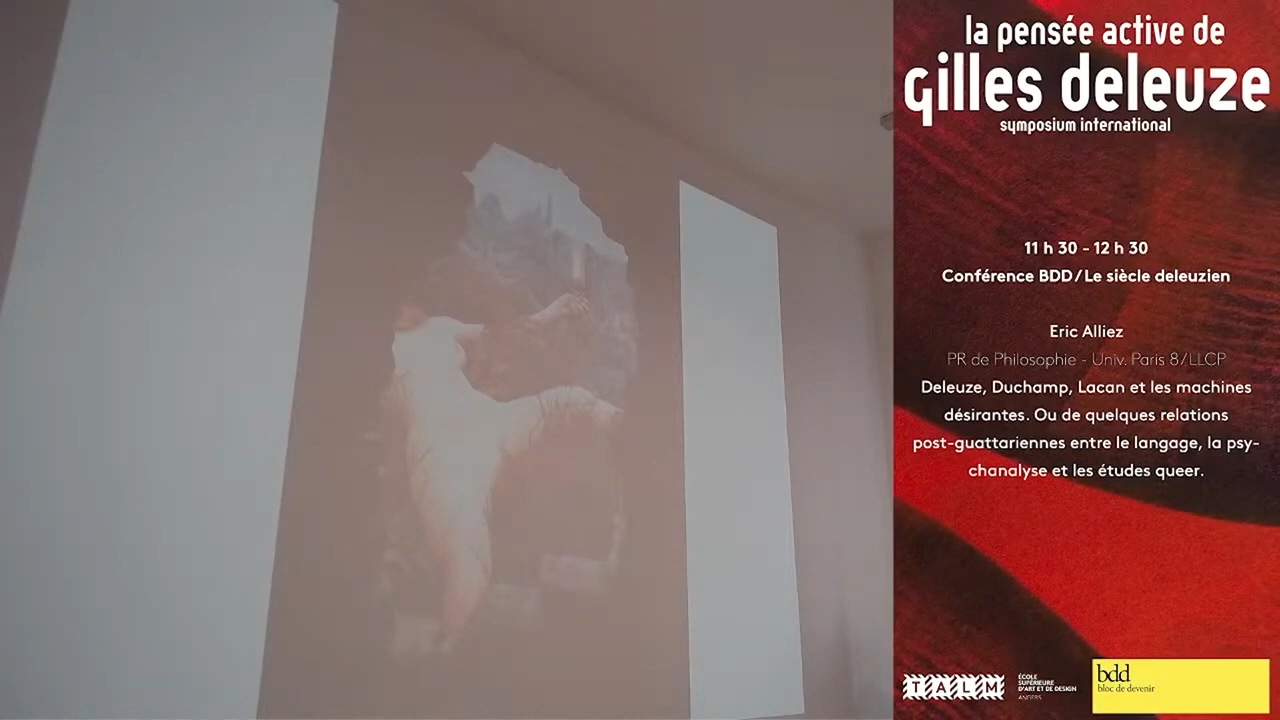 la pensée active de
gilles deleuze
symposium international
11 h 30 - 12 h 30
Conférence BDD / Le siècle deleuzien
Eric Alliez
PR de Philosophie - Univ. Paris 8 / LLCP
Deleuze, Duchamp, Lacan et les machines
désirantes. Ou de quelques relations
post-guattariennes entre le langage, la psy-
chanalyse et les études queer.
TALM
ÉCOLE
SUPÉRIEURE
D'ART ET DE DESIGN
ANGERS
bdd
bloc de devenir